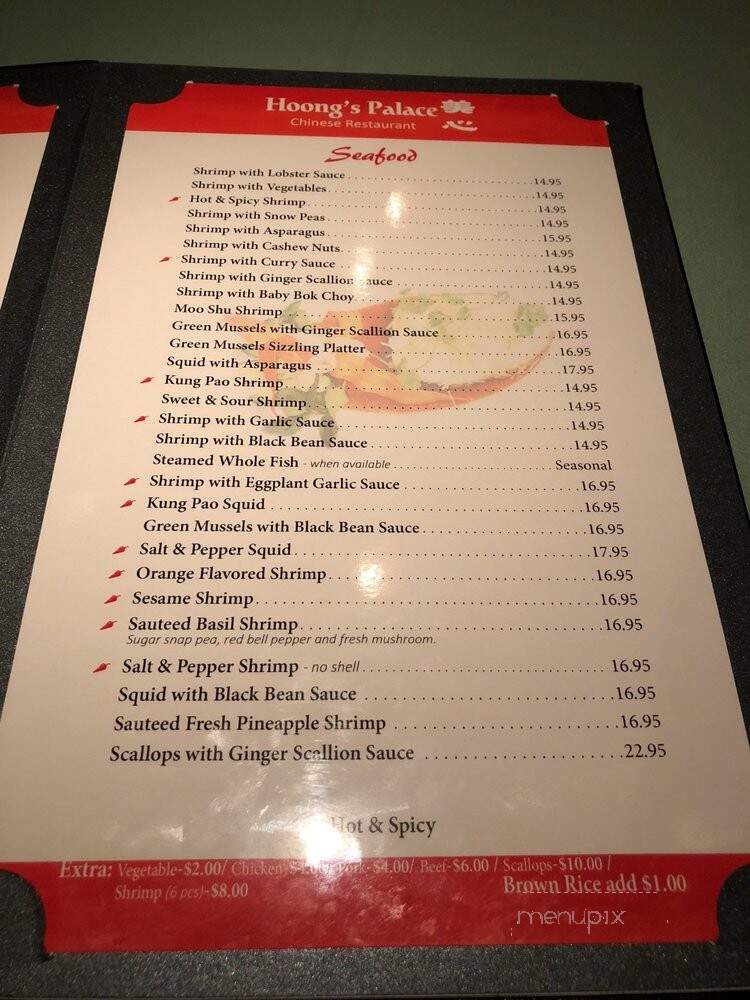 Hoong's Palace 美心
Chinese Restaurant
Seafood
Shrimp with Lobster Sauce 14.95
Shrimp with Vegetables 14.95
Hot & Spicy Shrimp 14.95
Shrimp with Snow Peas 14.95
Shrimp with Asparagus 15.95
Shrimp with Cashew Nuts 14.95
Shrimp with Curry Sauce 14.95
Shrimp with Ginger Scallion Sauce 14.95
Shrimp with Baby Bok Choy 14.95
Moo Shu Shrimp 15.95
Green Mussels with Ginger Scallion Sauce 16.95
Green Mussels Sizzling Platter 16.95
Squid with Asparagus 17.95
Kung Pao Shrimp 14.95
Sweet & Sour Shrimp 14.95
Shrimp with Garlic Sauce 14.95
Shrimp with Black Bean Sauce 14.95
Steamed Whole Fish - when available Seasonal
Shrimp with Eggplant Garlic Sauce 16.95
Kung Pao Squid 16.95
Green Mussels with Black Bean Sauce 16.95
Salt & Pepper Squid 17.95
Orange Flavored Shrimp 16.95
Sesame Shrimp 16.95
Sauteed Basil Shrimp 16.95
Sugar snap pea, red bell pepper and fresh mushroom.
Salt & Pepper Shrimp - no shell 16.95
Squid with Black Bean Sauce 16.95
Sauteed Fresh Pineapple Shrimp 16.95
Scallops with Ginger Scallion Sauce 22.95
Hot & Spicy
Extra: Vegetable-$2.00/ Chicken-$4.00/ Pork-$4.00/ Beef-$6.00 / Scallops-$10.00 /
Shrimp (6 pcs)-$8.00 Brown Rice add $1.00
menupix